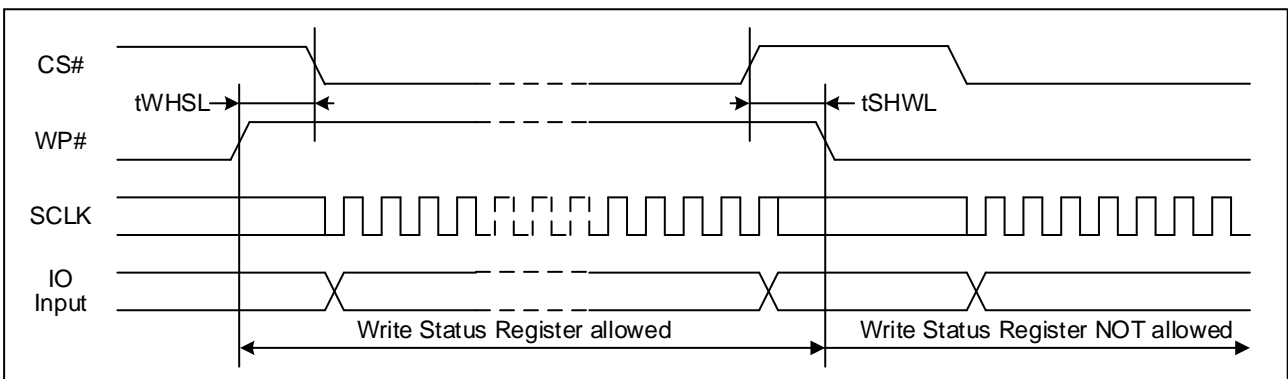 CS#
tWHSL
tSHWL
WP#
SCLK
IO
Input
Write Status Register allowed
Write Status Register NOT allowed